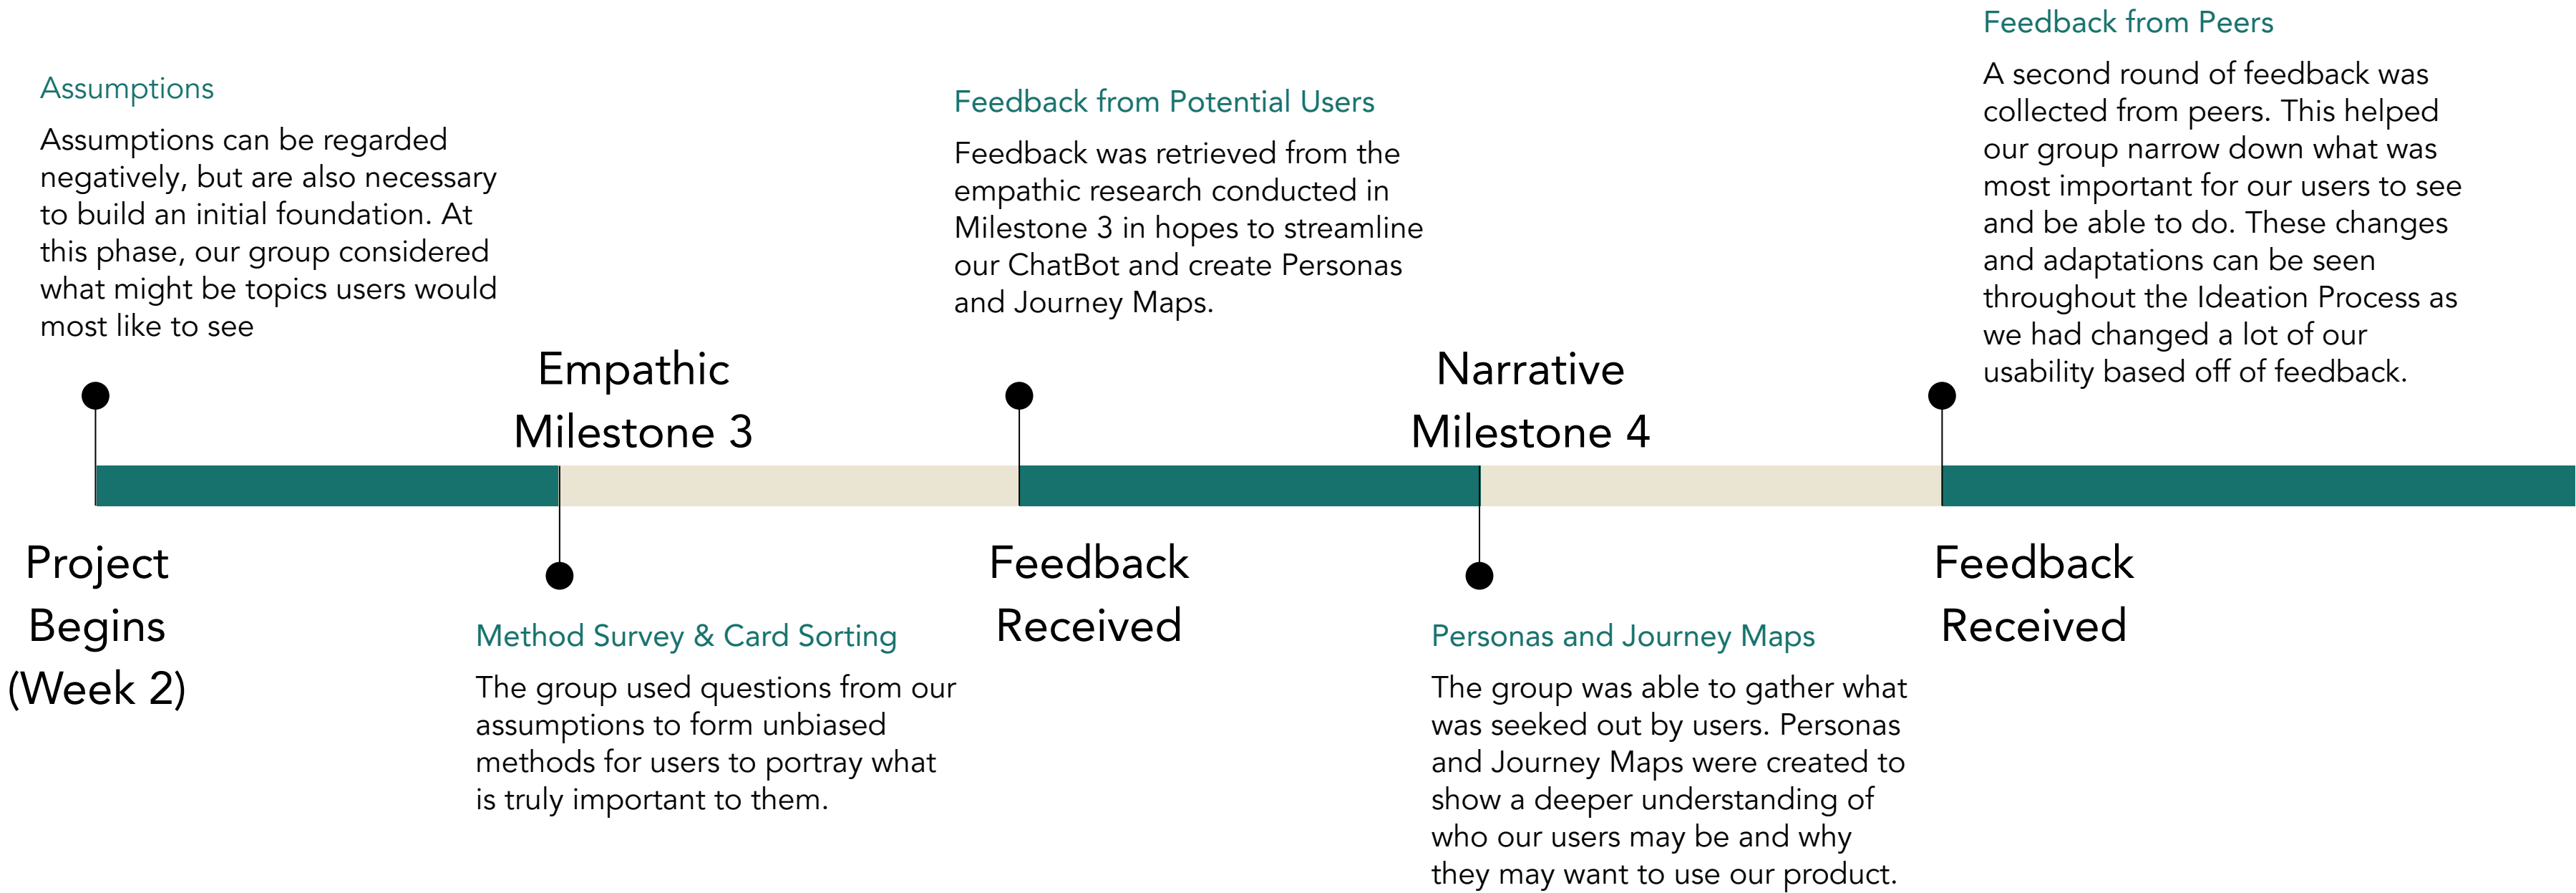 Assumptions
Assumptions can be regarded
negatively, but are also necessary
to build an initial foundation. At
this phase, our group considered
what might be topics users would
most like to see
Project
Begins
(Week 2)
Empathic
Milestone 3
Method Survey & Card Sorting
The group used questions from our
assumptions to form unbiased
methods for users to portray what
is truly important to them.
Feedback from Potential Users
Feedback was retrieved from the
empathic research conducted in
Milestone 3 in hopes to streamline
our ChatBot and create Personas
and Journey Maps.
Feedback
Received
Narrative
Milestone 4
Personas and Journey Maps
The group was able to gather what
was seeked out by users. Personas
and Journey Maps were created to
show a deeper understanding of
who our users may be and why
they may want to use our product.
Feedback from Peers
A second round of feedback was
collected from peers. This helped
our group narrow down what was
most important for our users to see
and be able to do. These changes
and adaptations can be seen
throughout the Ideation Process as
we had changed a lot of our
usability based off of feedback.
Feedback
Received